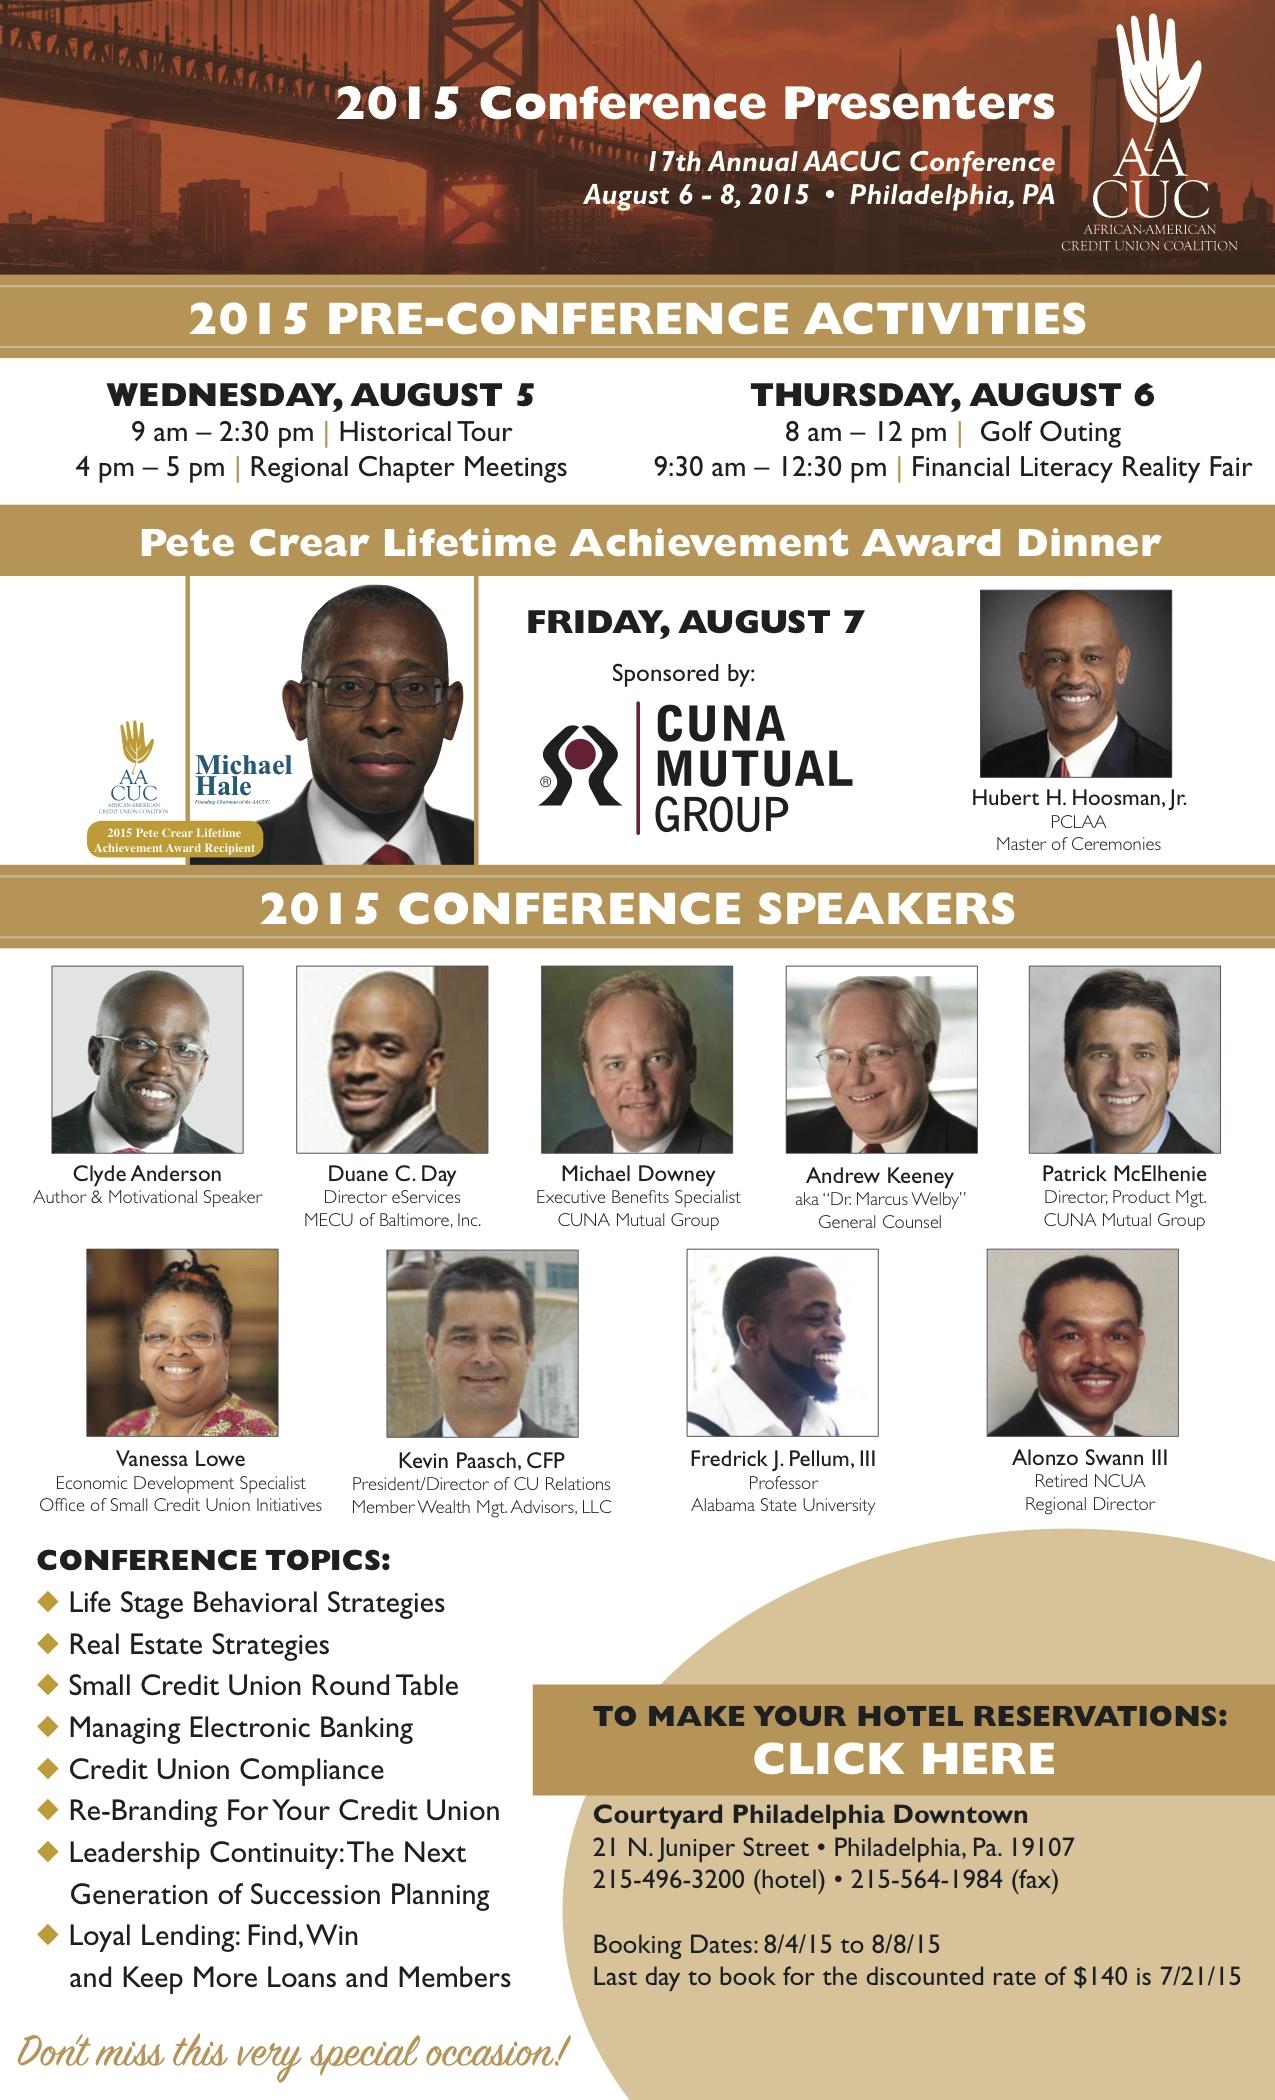 2015 Conference Presenters
17th Annual AACUC Conference
August 6 - 8, 2015 • Philadelphia, PA
AA
CUC
AFRICAN-AMERICAN
CREDIT UNION COALITION
2015 PRE-CONFERENCE ACTIVITIES
WEDNESDAY, AUGUST 5
9 am – 2:30 pm | Historical Tour
4 pm – 5 pm | Regional Chapter Meetings
THURSDAY, AUGUST 6
8 am – 12 pm | Golf Outing
9:30 am – 12:30 pm | Financial Literacy Reality Fair
Pete Crear Lifetime Achievement Award Dinner
AA
CUC
AFRICAN-AMERICAN
CREDIT UNION COALITION
Michael
Hale
Founding Chairman of the AACUC
2015 Pete Crear Lifetime
Achievement Award Recipient
FRIDAY, AUGUST 7
Sponsored by:
®
CUNA
MUTUAL
GROUP
Hubert H. Hoosman, Jr.
PCLAA
Master of Ceremonies
2015 CONFERENCE SPEAKERS
Clyde Anderson
Author & Motivational Speaker
Duane C. Day
Director eServices
MECU of Baltimore, Inc.
Michael Downey
Executive Benefits Specialist
CUNA Mutual Group
Andrew Keeney
aka “Dr. Marcus Welby”
General Counsel
Patrick McElhenie
Director, Product Mgt.
CUNA Mutual Group
Vanessa Lowe
Economic Development Specialist
Office of Small Credit Union Initiatives
Kevin Paasch, CFP
President/Director of CU Relations
Member Wealth Mgt. Advisors, LLC
Fredrick J. Pellum, III
Professor
Alabama State University
Alonzo Swann III
Retired NCUA
Regional Director
CONFERENCE TOPICS:
◆ Life Stage Behavioral Strategies
◆ Real Estate Strategies
◆ Small Credit Union Round Table
◆ Managing Electronic Banking
◆ Credit Union Compliance
◆ Re-Branding For Your Credit Union
◆ Leadership Continuity: The Next
Generation of Succession Planning
◆ Loyal Lending: Find, Win
and Keep More Loans and Members
Don't miss this very special occasion!
TO MAKE YOUR HOTEL RESERVATIONS:
CLICK HERE
Courtyard Philadelphia Downtown
21 N. Juniper Street • Philadelphia, Pa. 19107
215-496-3200 (hotel) • 215-564-1984 (fax)
Booking Dates: 8/4/15 to 8/8/15
Last day to book for the discounted rate of $140 is 7/21/15